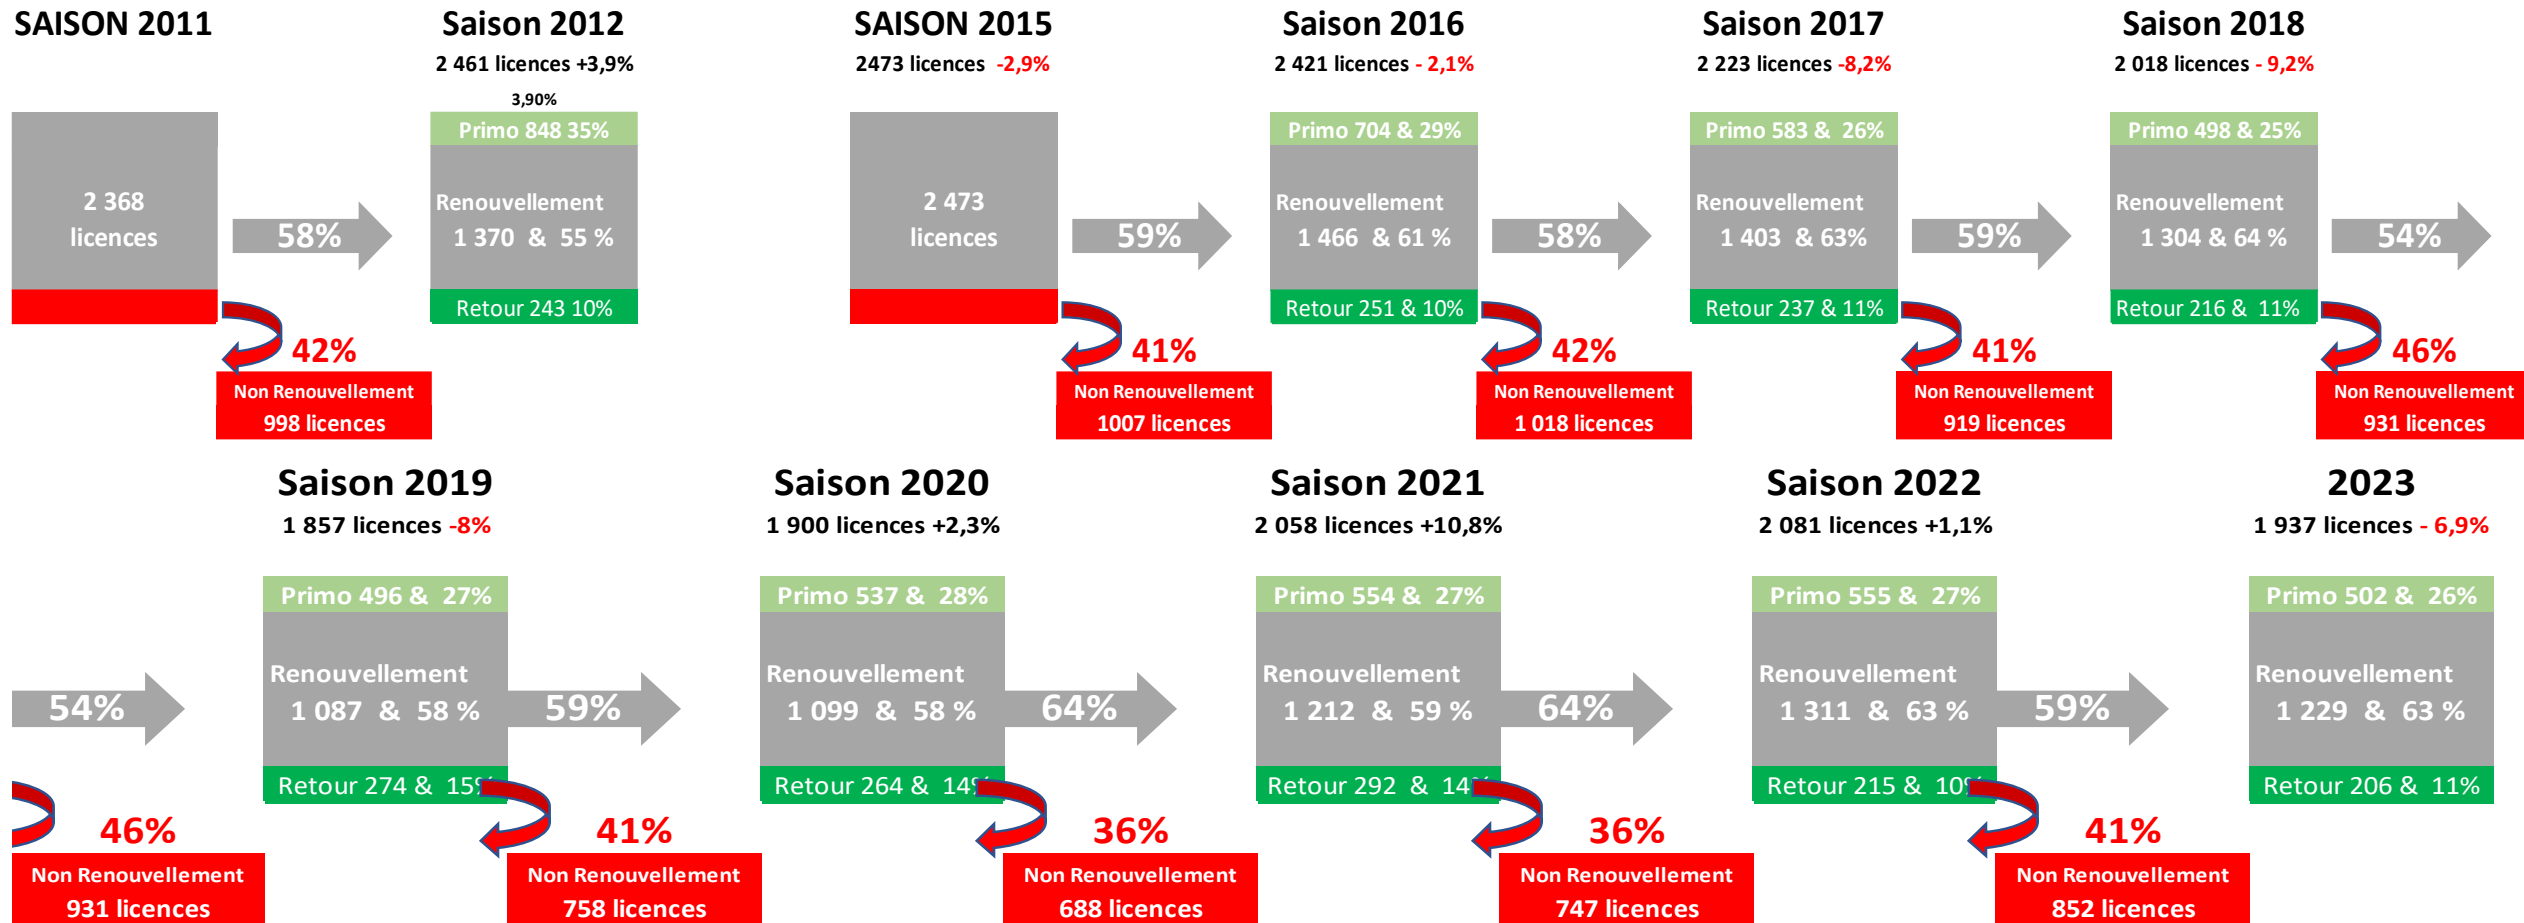 SAISON 2011
Saison 2012
2 461 licences +3,9%
3,90%
2 368
licences
58%
Primo 848 35%
Renouvellement
1 370 & 55 %
Retour 243 10%
42%
Non Renouvellement
998 licences
SAISON 2015
2473 licences -2,9%
2 473
licences
59%
41%
Non Renouvellement
1007 licences
Saison 2016
2 421 licences - 2,1%
Primo 704 & 29%
Renouvellement
1 466 & 61 %
Retour 251 & 10%
58%
42%
Non Renouvellement
1 018 licences
Saison 2017
2 223 licences -8,2%
Primo 583 & 26%
Renouvellement
1 403 & 63%
Retour 237 & 11%
59%
41%
Non Renouvellement
919 licences
Saison 2018
2 018 licences - 9,2%
Primo 498 & 25%
Renouvellement
1 304 & 64 %
Retour 216 & 11%
54%
46%
Non Renouvellement
931 licences
54%
46%
Non Renouvellement
931 licences
Saison 2019
1 857 licences -8%
Primo 496 & 27%
Renouvellement
1 087 & 58 %
Retour 274 & 15%
59%
41%
Non Renouvellement
758 licences
Saison 2020
1 900 licences +2,3%
Primo 537 & 28%
Renouvellement
1 099 & 58 %
Retour 264 & 14%
64%
36%
Non Renouvellement
688 licences
Saison 2021
2 058 licences +10,8%
Primo 554 & 27%
Renouvellement
1 212 & 59 %
Retour 292 & 14%
64%
36%
Non Renouvellement
747 licences
Saison 2022
2 081 licences +1,1%
Primo 555 & 27%
Renouvellement
1 311 & 63 %
Retour 215 & 10%
59%
41%
Non Renouvellement
852 licences
2023
1 937 licences - 6,9%
Primo 502 & 26%
Renouvellement
1 229 & 63 %
Retour 206 & 11%